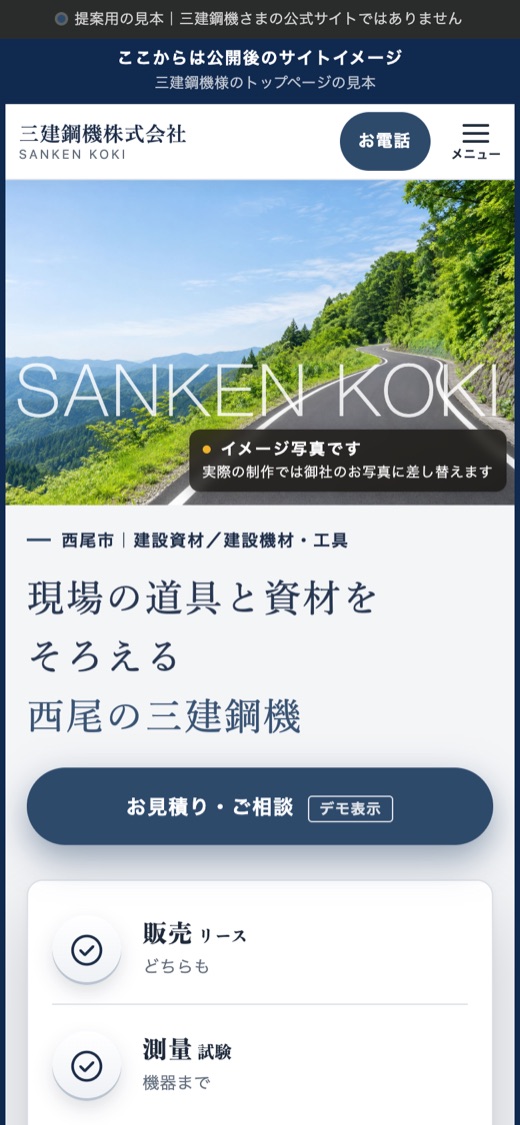 提案用の見本｜三建鋼機さまの公式サイトではありません
ここからは公開後のサイトイメージ
三建鋼機様のトップページの見本
三建鋼機株式会社
SANKEN KOKI
お電話
メニュー
SANKEN KOKI
イメージ写真です
実際の制作では御社のお写真に差し替えます
西尾市｜建設資材／建設機材・工具
現場の道具と資材を
そろえる
西尾の三建鋼機
お見積り・ご相談 デモ表示
販売 リース
どちらも
測量 試験
機器まで